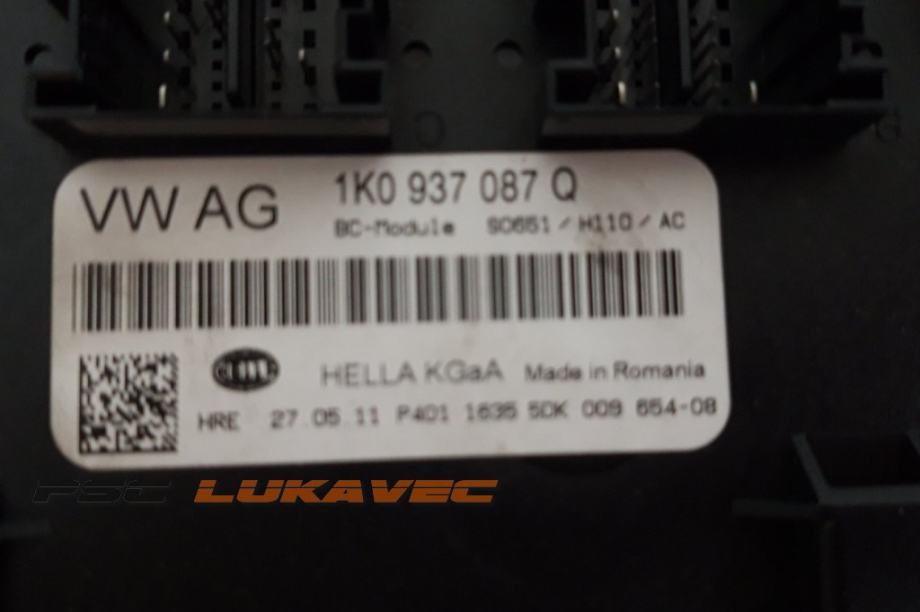 VW AG 1K0 937 087 Q
BC-Module S0651 / H110 / AC
HELLA KGaA Made in Romania
HRE 27.05.11 P401 1635 5DK 009 654-08
PSC LUKAVEC